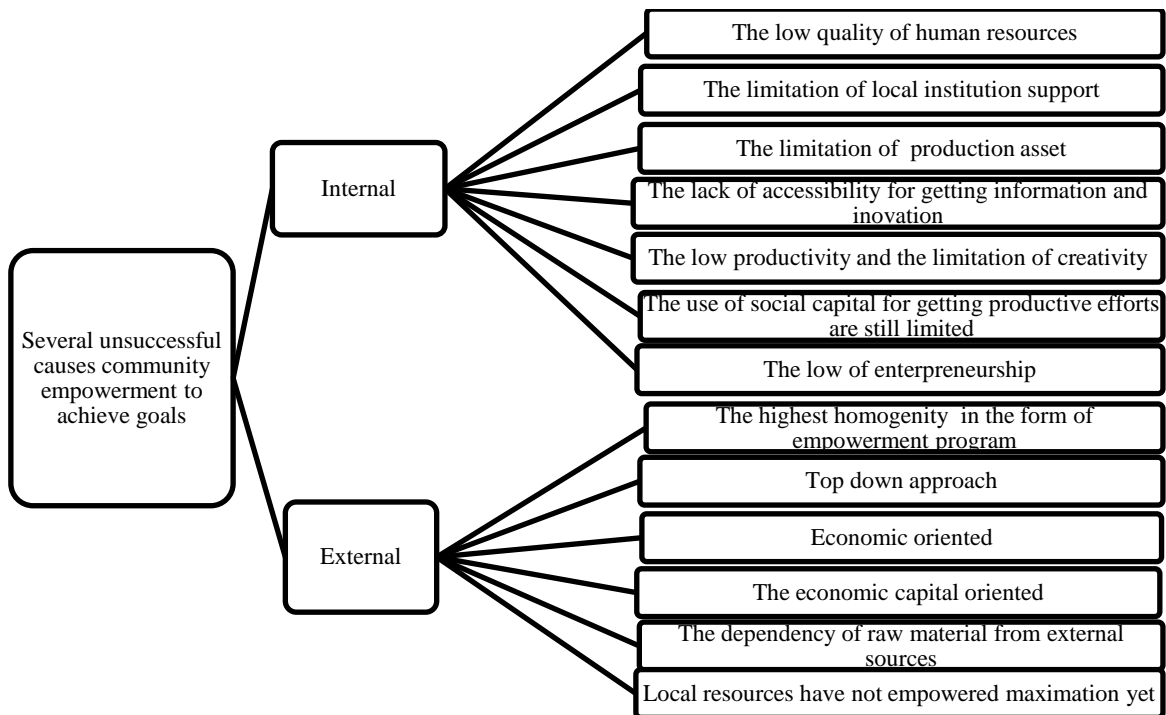 Several unsuccessful
causes community
empowerment to
achieve goals
Internal
The low quality of human resources
The limitation of local institution support
The limitation of production asset
The lack of accessibility for getting information and
inovation
The low productivity and the limitation of creativity
The use of social capital for getting productive efforts
are still limited
The low of enterpreneurship
External
The highest homogenity in the form of
empowerment program
Top down approach
Economic oriented
The economic capital oriented
The dependency of raw material from external
sources
Local resources have not empowered maximation yet